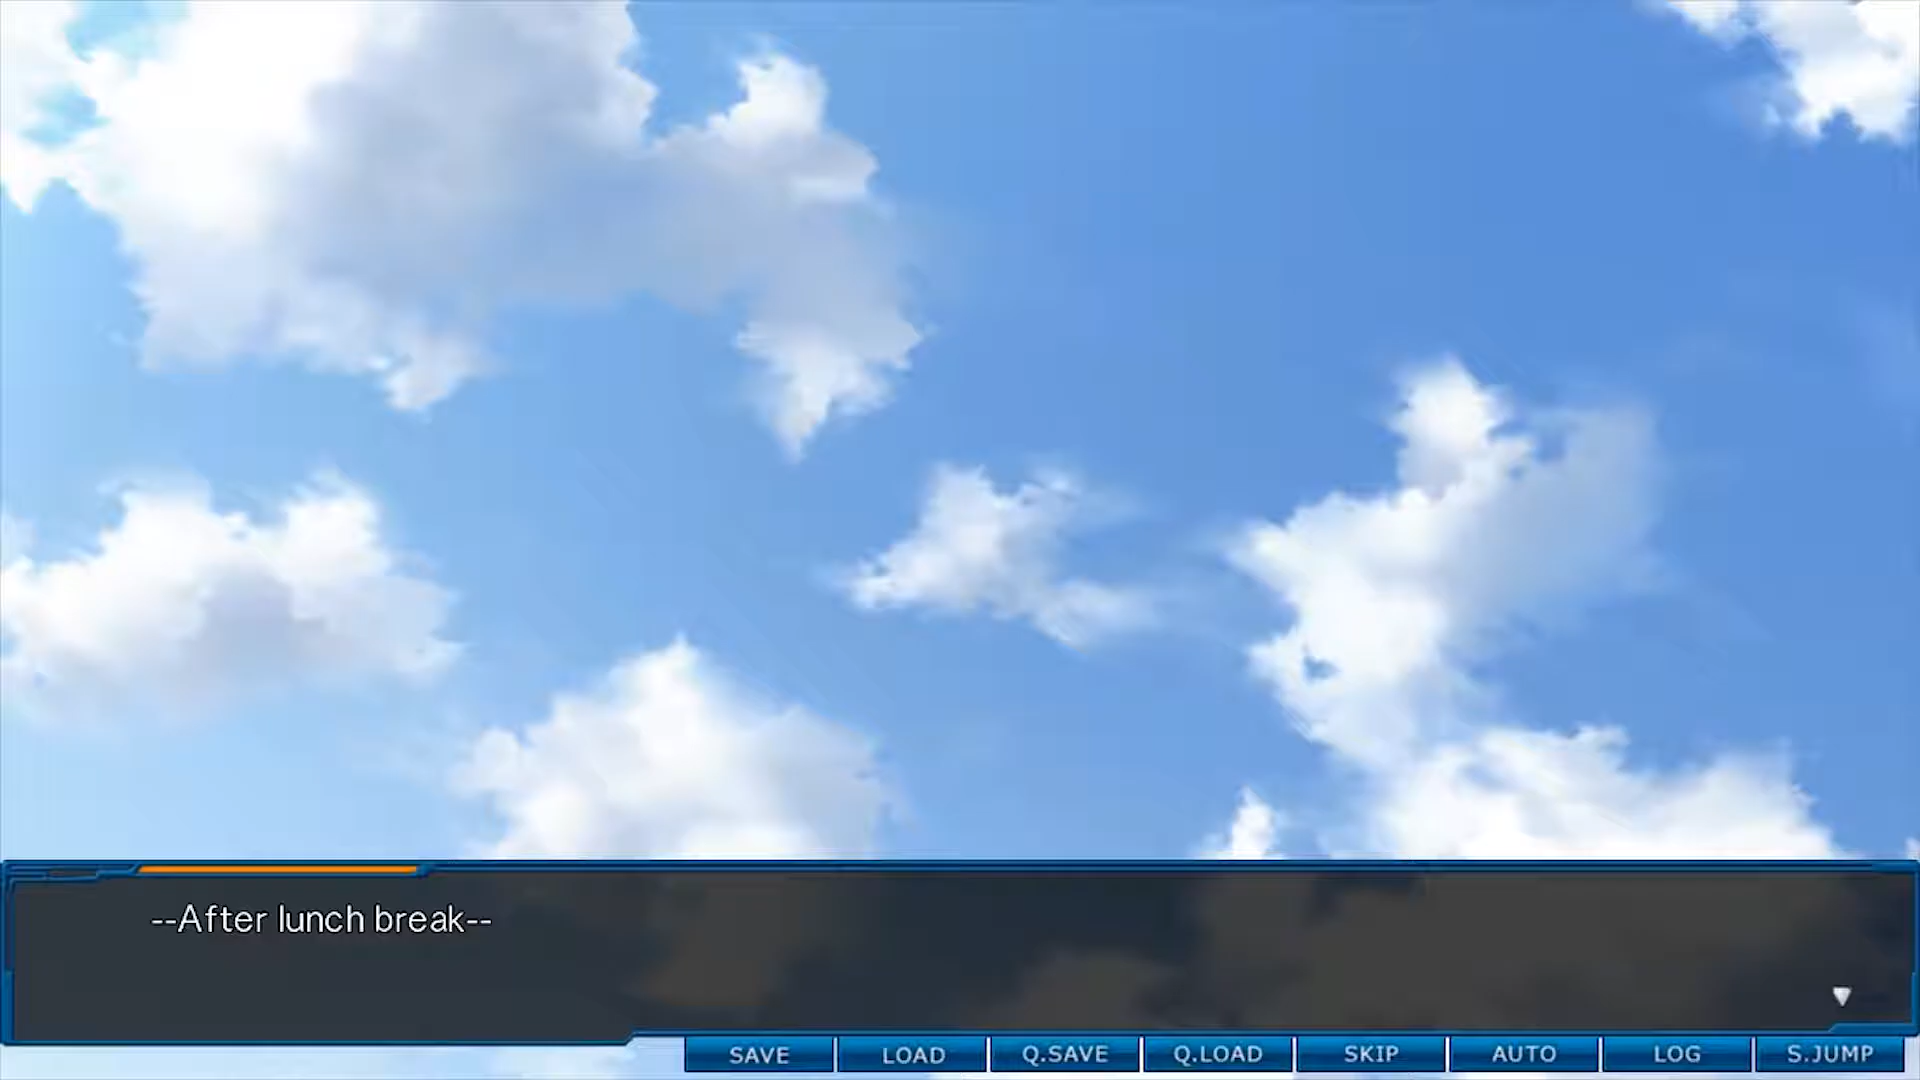 --After lunch break--
SAVE
LOAD
Q.SAVE
Q.LOAD
SKIP
AUTO
LOG
S.JUMP